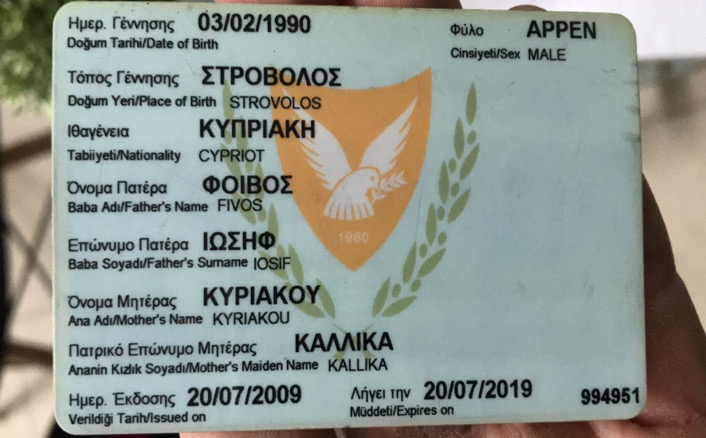 Ημερ. Γέννησης 03/02/1990 Φύλο ΑΡΡΕΝ
Doğum Tarihi/Date of Birth Cinsiyeti/Sex MALE
Τόπος Γέννησης ΣΤΡΟΒΟΛΟΣ
Doğum Yeri/Place of Birth STROVOLOS
Ιθαγένεια ΚΥΠΡΙΑΚΗ
Tabiiyeti/Nationality CYPRIOT
Όνομα Πατέρα ΦΟΙΒΟΣ
Baba Adı/Father's Name FIVOS
Επώνυμο Πατέρα ΙΩΣΗΦ
Baba Soyadı/Father's Surname IOSIF
1960
Όνομα Μητέρας ΚΥΡΙΑΚΟΥ
Ana Adı/Mother's Name KYRIAKOU
Πατρικό Επώνυμο Μητέρας ΚΑΛΛΙΚΑ
Ananin Kızlık Soyadı/Mother's Maiden Name KALLIKA
Ημερ. Έκδοσης 20/07/2009 Λήγει την 20/07/2019 994951
Verildiği Tarih/Issued on Müddeti/Expires on